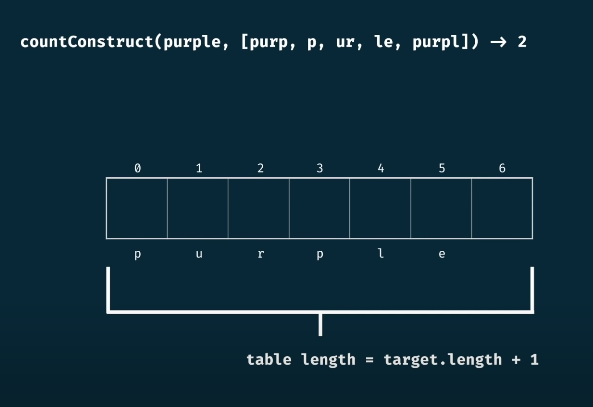 countConstruct(purple, [purp, p, ur, le, purpl]) → 2
0 1 2 3 4 5 6
p u r p l e
table length = target.length + 1